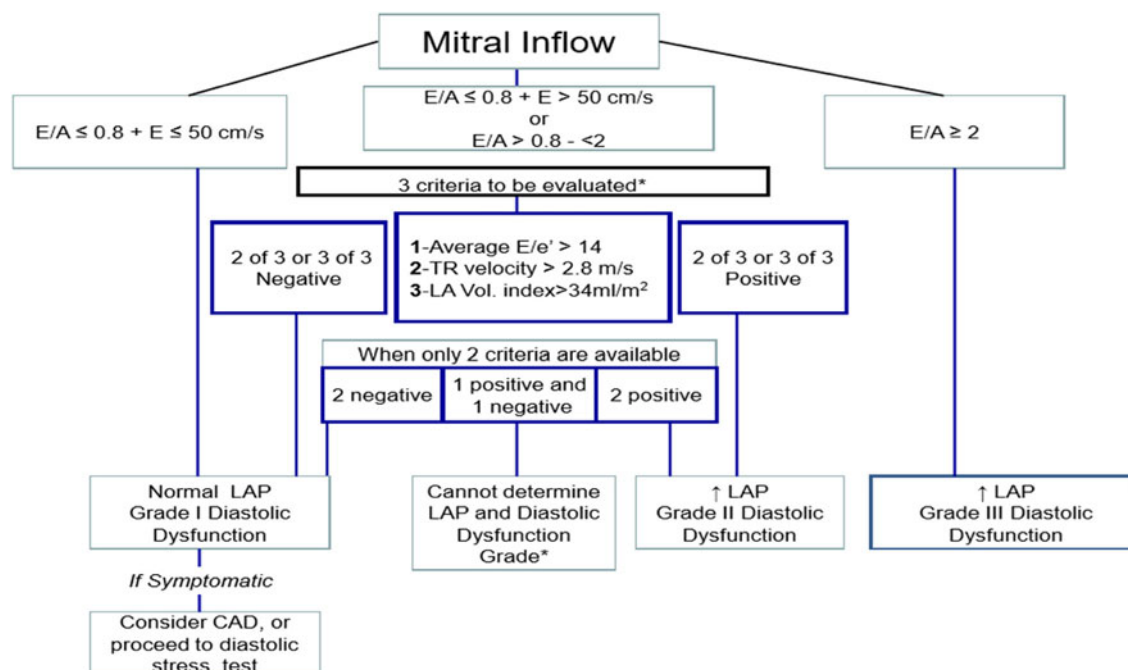 Mitral Inflow
E/A ≤ 0.8 + E ≤ 50 cm/s
E/A ≤ 0.8 + E > 50 cm/s
or
E/A > 0.8 - <2
E/A ≥ 2
3 criteria to be evaluated*
2 of 3 or 3 of 3
Negative
1-Average E/e’ > 14
2-TR velocity > 2.8 m/s
3-LA Vol. index>34ml/m²
2 of 3 or 3 of 3
Positive
When only 2 criteria are available
2 negative
1 positive and
1 negative
2 positive
Normal LAP
Grade I Diastolic
Dysfunction
Cannot determine
LAP and Diastolic
Dysfunction
Grade*
↑ LAP
Grade II Diastolic
Dysfunction
↑ LAP
Grade III Diastolic
Dysfunction
If Symptomatic
Consider CAD, or
proceed to diastolic
stress test